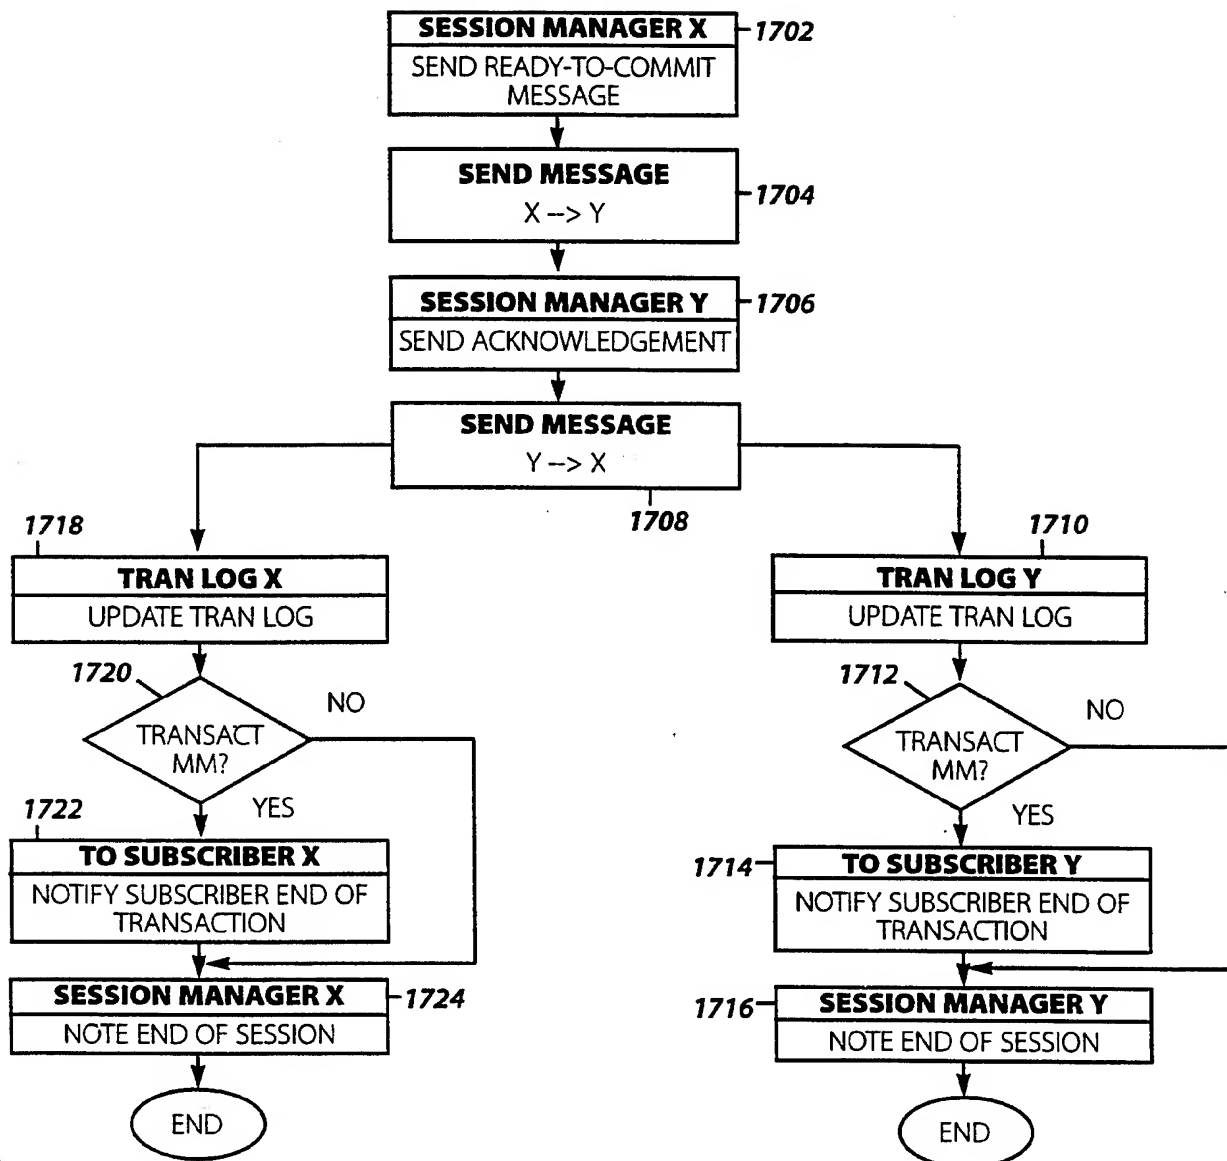 SESSION MANAGER X
1702
SEND READY-TO-COMMIT
MESSAGE
SEND MESSAGE
X --> Y
1704
SESSION MANAGER Y
1706
SEND ACKNOWLEDGEMENT
SEND MESSAGE
Y --> X
1708
1718
TRAN LOG X
UPDATE TRAN LOG
1720
TRANSACT
MM?
NO
YES
1722
TO SUBSCRIBER X
NOTIFY SUBSCRIBER END OF
TRANSACTION
SESSION MANAGER X
1724
NOTE END OF SESSION
END
1710
TRAN LOG Y
UPDATE TRAN LOG
1712
TRANSACT
MM?
NO
YES
1714
TO SUBSCRIBER Y
NOTIFY SUBSCRIBER END OF
TRANSACTION
1716
SESSION MANAGER Y
NOTE END OF SESSION
END